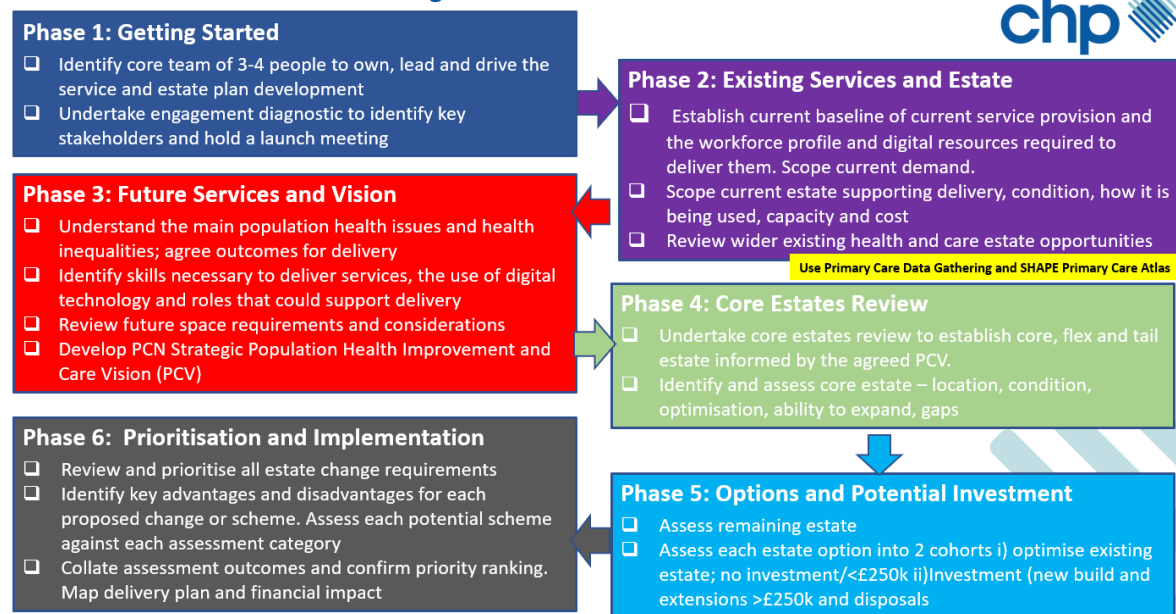 chp
Phase 1: Getting Started
❑ Identify core team of 3-4 people to own, lead and drive the
service and estate plan development
❑ Undertake engagement diagnostic to identify key
stakeholders and hold a launch meeting
Phase 2: Existing Services and Estate
❑ Establish current baseline of current service provision and
the workforce profile and digital resources required to
deliver them. Scope current demand.
❑ Scope current estate supporting delivery, condition, how it is
being used, capacity and cost
❑ Review wider existing health and care estate opportunities
Use Primary Care Data Gathering and SHAPE Primary Care Atlas
Phase 3: Future Services and Vision
❑ Understand the main population health issues and health
inequalities; agree outcomes for delivery
❑ Identify skills necessary to deliver services, the use of digital
technology and roles that could support delivery
❑ Review future space requirements and considerations
❑ Develop PCN Strategic Population Health Improvement and
Care Vision (PCV)
Phase 4: Core Estates Review
❑ Undertake core estates review to establish core, flex and tail
estate informed by the agreed PCV.
❑ Identify and assess core estate – location, condition,
optimisation, ability to expand, gaps
Phase 5: Options and Potential Investment
❑ Assess remaining estate
❑ Assess each estate option into 2 cohorts i) optimise existing
estate; no investment/<£250k ii)Investment (new build and
extensions >£250k and disposals
Phase 6: Prioritisation and Implementation
❑ Review and prioritise all estate change requirements
❑ Identify key advantages and disadvantages for each
proposed change or scheme. Assess each potential scheme
against each assessment category
❑ Collate assessment outcomes and confirm priority ranking.
Map delivery plan and financial impact